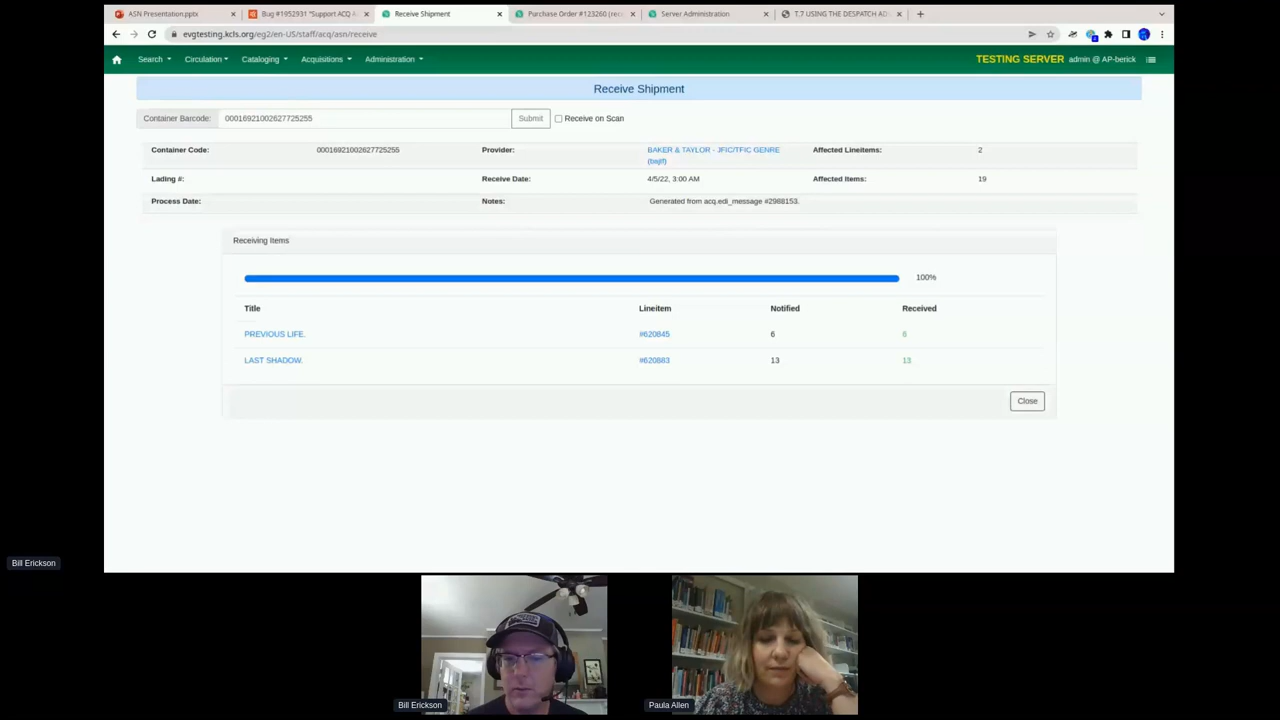 ASN Presentation.pptx
Bug #1952931 "Support ACQ A
Receive Shipment
Purchase Order #123260 (rec
Server Administration
7.7 USING THE DESPATCH AD
evgtesting.kcls.org/eg2/en-US/staff/acq/asn/receive
Search Circulation Cataloging Acquisitions Administration TESTING SERVER admin @ AP-berick
Receive Shipment
Container Barcode: 00016921002627725255 Submit Receive on Scan
Container Code: 00016921002627725255 Provider: BAKER & TAYLOR - JFIC/TFIC GENRE Affected Lineitems: 2
Lading #: Receive Date: 4/5/22, 3:00 AM Affected Items: 19
Process Date: Notes: Generated from acq.edi_message #2988153.
Receiving Items
100%
Title Lineitem Notified Received
PREVIOUS LIFE. #620845 6 6
LAST SHADOW. #620883 13 13
Close
Bill Erickson
Bill Erickson
Paula Allen